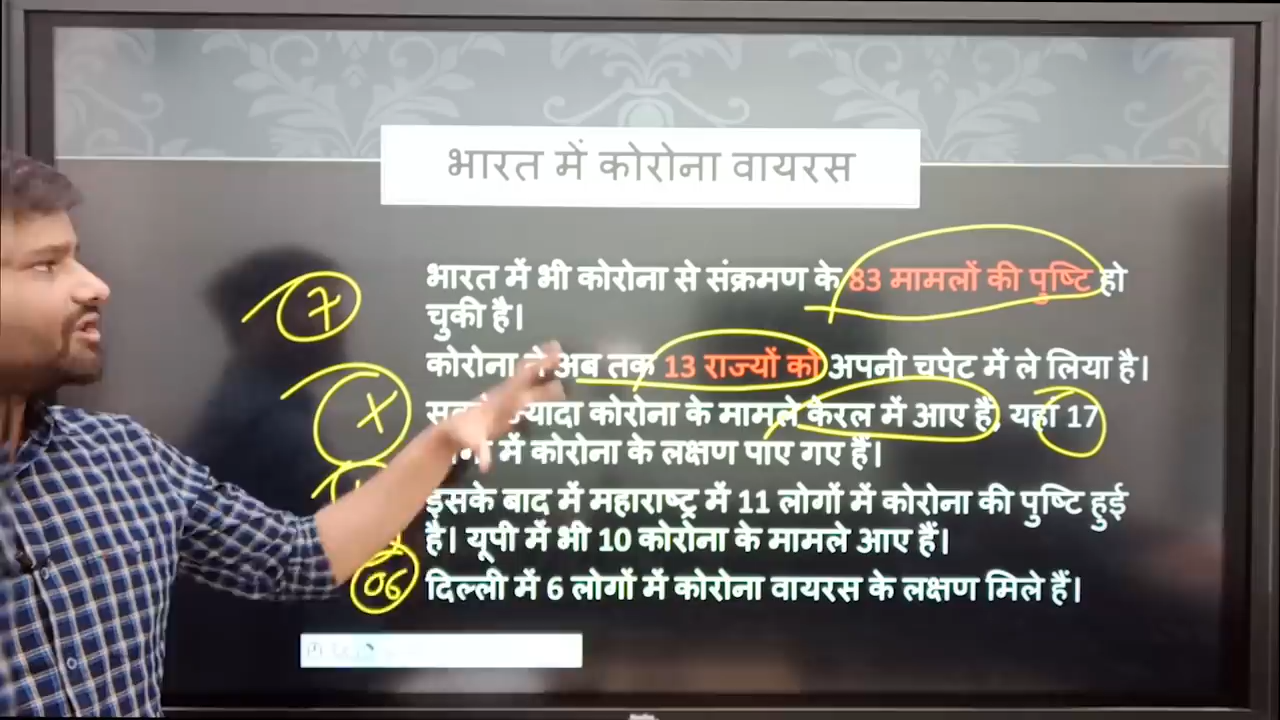 भारत में कोरोना वायरस
भारत में भी कोरोना से संक्रमण के 83 मामलों की पुष्टि हो
चुकी है।
कोरोना ने अब तक 13 राज्यों को अपनी चपेट में ले लिया है।
ज्यादा कोरोना के मामले केरल में आए हैं, यहां 17
में कोरोना के लक्षण पाए गए हैं।
इसके बाद में महाराष्ट्र में 11 लोगों में कोरोना की पुष्टि हुई
है। यूपी में भी 10 कोरोना के मामले आए हैं।
06 दिल्ली में 6 लोगों में कोरोना वायरस के लक्षण मिले हैं।